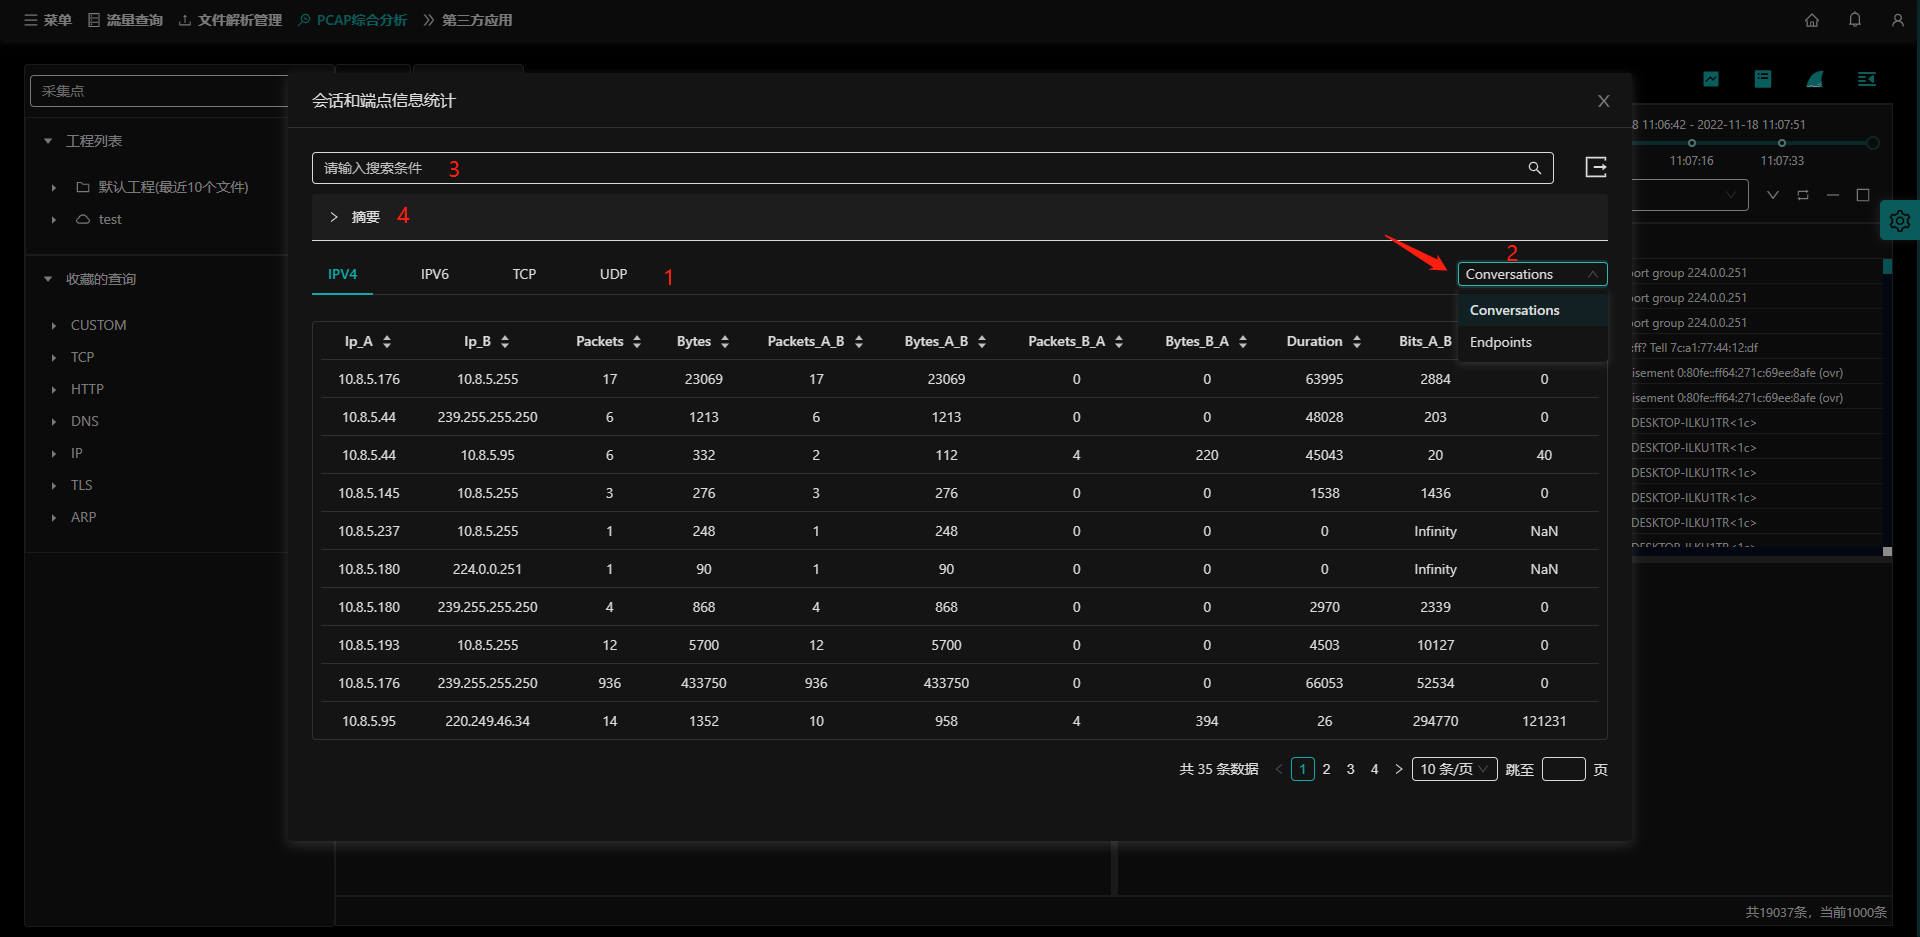 菜单 流量查询 文件解析管理 PCAP综合分析 第三方应用
采集点
工程列表
默认工程(最近10个文件)
test
收藏的查询
CUSTOM
TCP
HTTP
DNS
IP
TLS
ARP
会话和端点信息统计
请输入搜索条件 3
摘要 4
IPV4 IPV6 TCP UDP 1
2
Conversations
Conversations
Endpoints
Ip_A Ip_B Packets Bytes Packets_A_B Bytes_A_B Packets_B_A Bytes_B_A Duration Bits_A_B
10.8.5.176 10.8.5.255 17 23069 17 23069 0 0 63995 2884 0
10.8.5.44 239.255.255.250 6 1213 6 1213 0 0 48028 203 0
10.8.5.44 10.8.5.95 6 332 2 112 4 220 45043 20 40
10.8.5.145 10.8.5.255 3 276 3 276 0 0 1538 1436 0
10.8.5.237 10.8.5.255 1 248 1 248 0 0 0 Infinity NaN
10.8.5.180 224.0.0.251 1 90 1 90 0 0 0 Infinity NaN
10.8.5.180 239.255.255.250 4 868 4 868 0 0 2970 2339 0
10.8.5.193 10.8.5.255 12 5700 12 5700 0 0 4503 10127 0
10.8.5.176 239.255.255.250 936 433750 936 433750 0 0 66053 52534 0
10.8.5.95 220.249.46.34 14 1352 10 958 4 394 26 294770 121231
共 35 条数据 1 2 3 4 10 条/页 跳至 页
8 11:06:42 - 2022-11-18 11:07:51
11:07:16 11:07:33
ort group 224.0.0.251
ort group 224.0.0.251
ort group 224.0.0.251
:ff? Tell 7c:a1:77:44:12:df
isement 0:80fe::ff64:271c:69ee:8afe (ovr)
isement 0:80fe::ff64:271c:69ee:8afe (ovr)
DESKTOP-ILKU1TR<1c>
DESKTOP-ILKU1TR<1c>
DESKTOP-ILKU1TR<1c>
DESKTOP-ILKU1TR<1c>
DESKTOP-ILKU1TR<1c>
DESKTOP-ILKU1TR<1c>
共19037条，当前1000条